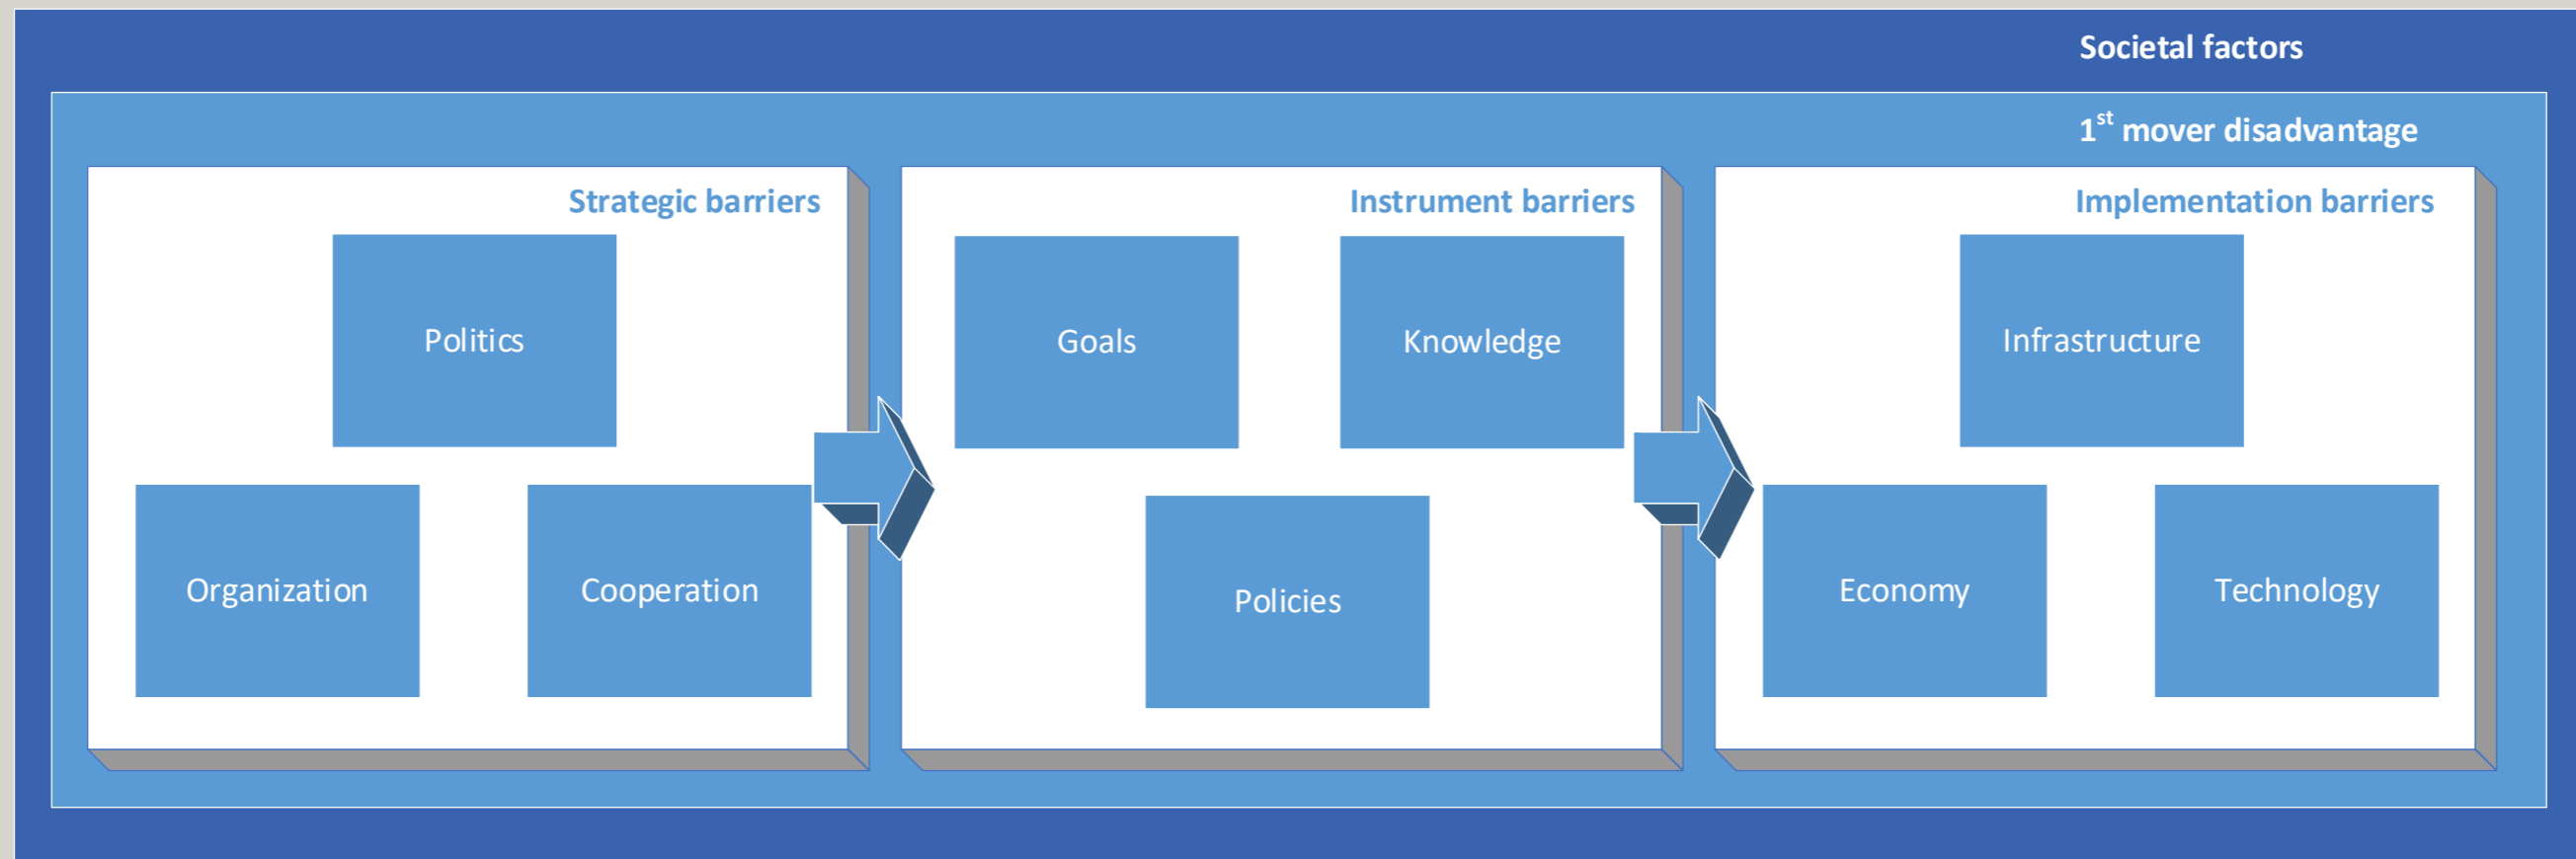 Societal factors
1st mover disadvantage
Strategic barriers
Politics
Organization
Cooperation
Instrument barriers
Goals
Knowledge
Policies
Implementation barriers
Infrastructure
Economy
Technology